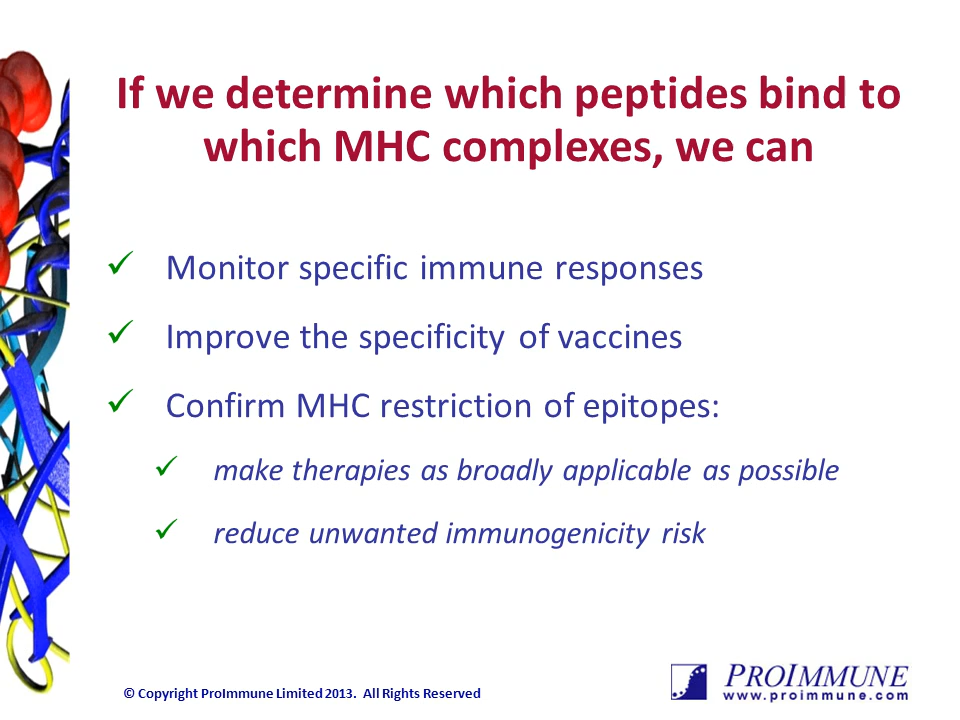 If we determine which peptides bind to
which MHC complexes, we can
✓ Monitor specific immune responses
✓ Improve the specificity of vaccines
✓ Confirm MHC restriction of epitopes:
✓ make therapies as broadly applicable as possible
✓ reduce unwanted immunogenicity risk
© Copyright ProImmune Limited 2013. All Rights Reserved
PROIMMUNE
www.proimmune.com